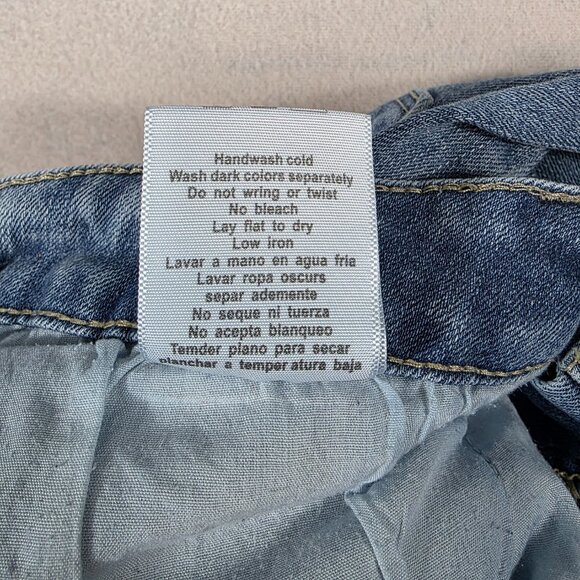 Handwash cold
Wash dark colors separately
Do not wring or twist
No bleach
Lay flat to dry
Low iron
Lavar a mano en agua fria
Lavar ropa oscurs
separ ademente
No seque ni tuerza
No acepta blanqueo
Temder plano para secar
planchar a temper atura baja